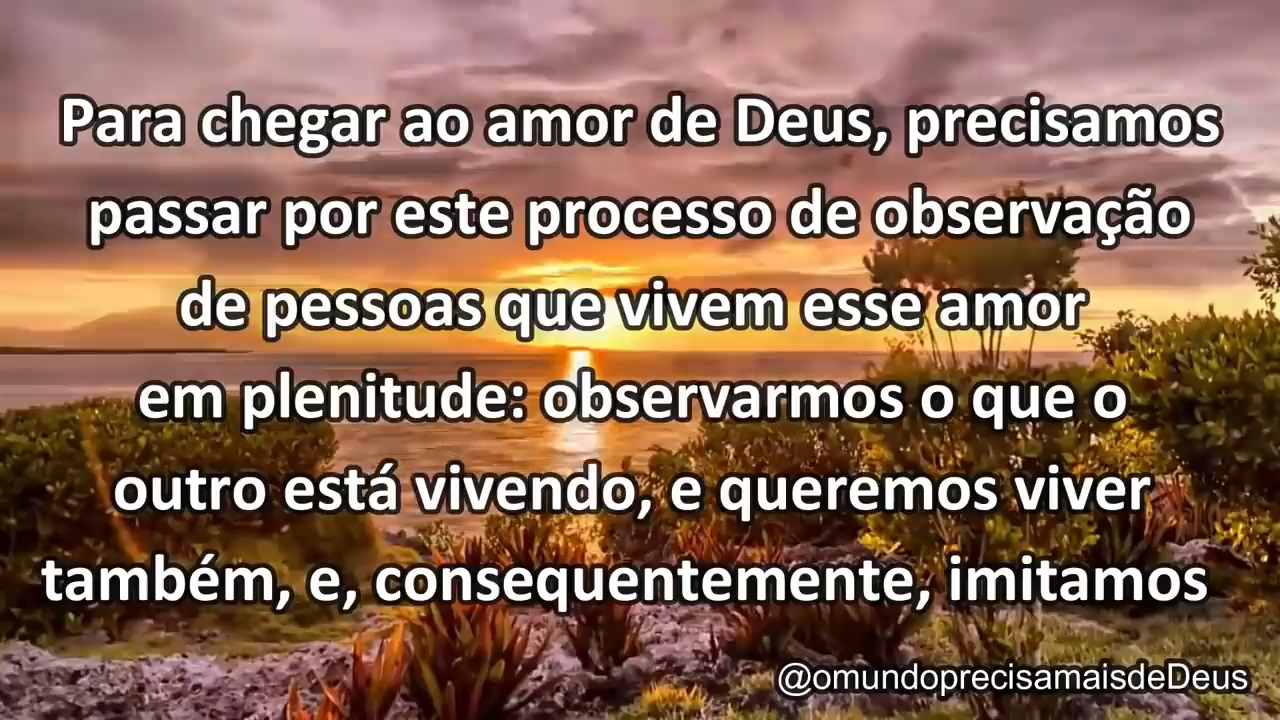 Para chegar ao amor de Deus, precisamos
passar por este processo de observação
de pessoas que vivem esse amor
em plenitude: observarmos o que o
outro está vivendo, e queremos viver
também, e, consequentemente, imitamos
@omundoprecisamaisdeDeus